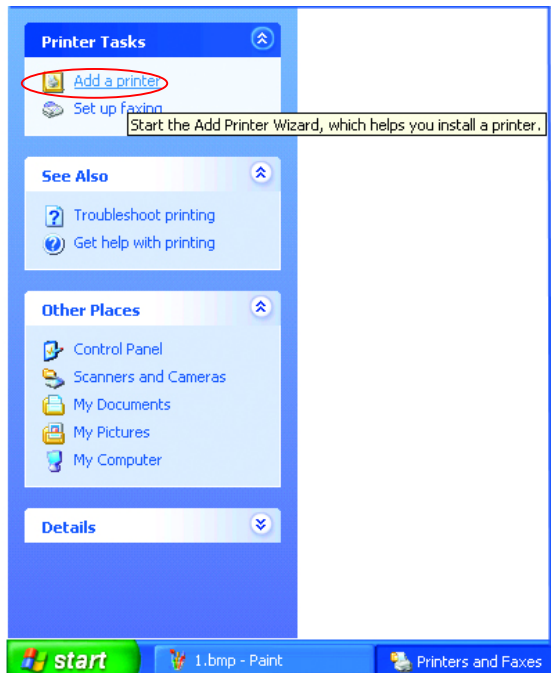 Printer Tasks
Add a printer
Set up faxing
Start the Add Printer Wizard, which helps you install a printer.
See Also
Troubleshoot printing
Get help with printing
Other Places
Control Panel
Scanners and Cameras
My Documents
My Pictures
My Computer
Details
start
1.bmp - Paint
Printers and Faxes